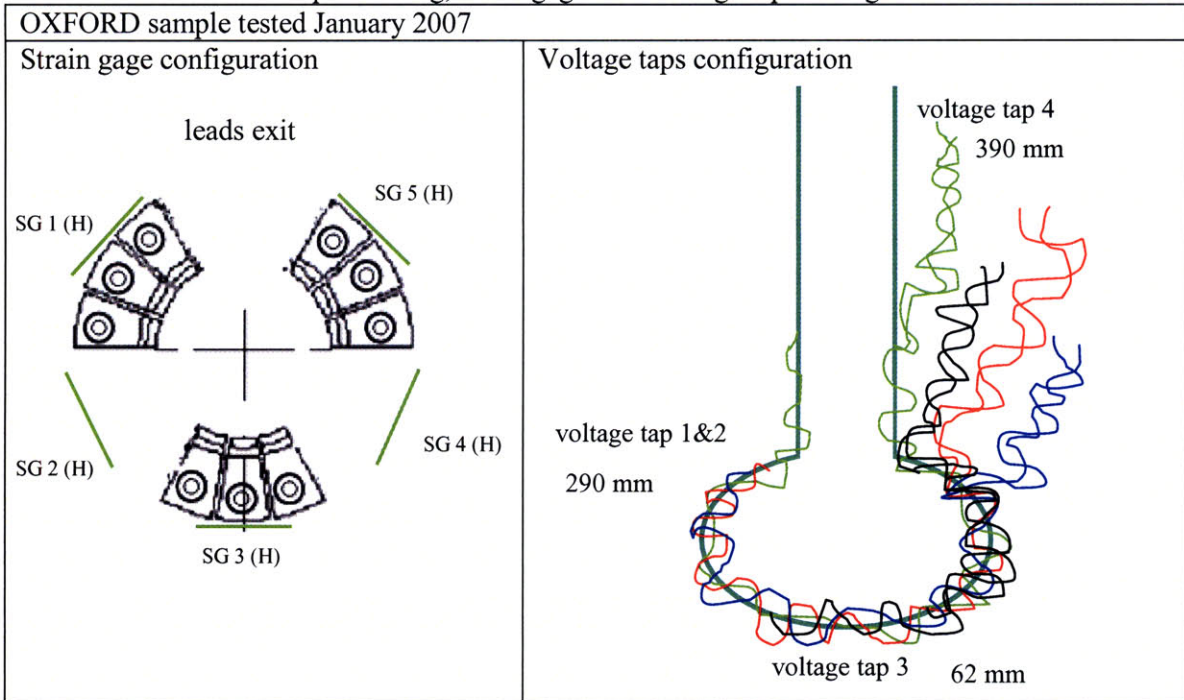 OXFORD sample tested January 2007
Strain gage configuration
leads exit
SG 1 (H)
SG 5 (H)
SG 2 (H)
SG 4 (H)
SG 3 (H)
Voltage taps configuration
voltage tap 4
390 mm
voltage tap 1&2
290 mm
voltage tap 3
62 mm